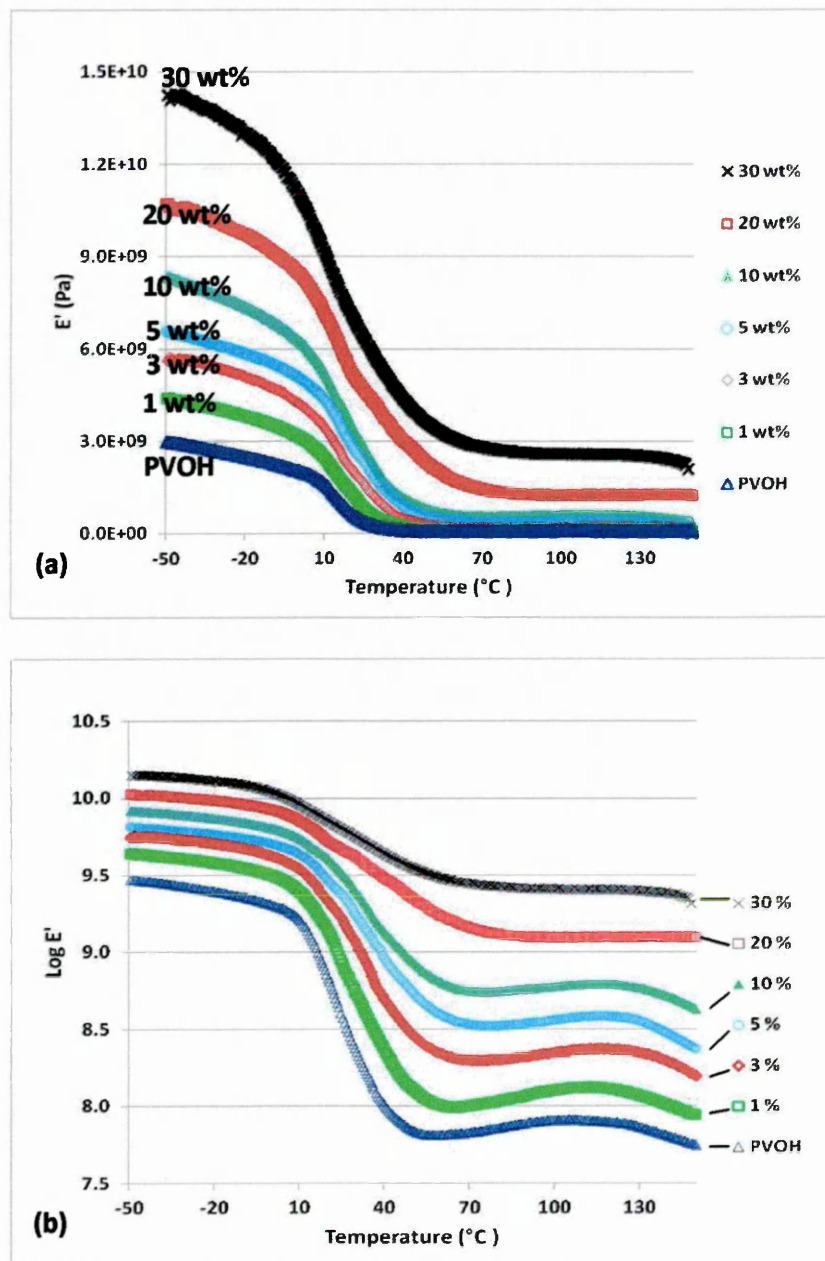 1.5E+10
30 wt%
1.2E+10
× 30 wt%
20 wt%
□ 20 wt%
9.0E+09
10 wt%
△ 10 wt%
E' (Pa)
5 wt%
○ 5 wt%
6.0E+09
3 wt%
◇ 3 wt%
1 wt%
□ 1 wt%
3.0E+09
PVOH
△ PVOH
0.0E+00
(a)
-50 -20 10 40 70 100 130
Temperature (°C )
10.5
10.0
9.5
× 30 %
□ 20 %
9.0
Log E'
▲ 10 %
8.5
○ 5 %
◇ 3 %
8.0
□ 1 %
△ PVOH
7.5
(b)
-50 -20 10 40 70 100 130
Temperature (°C )